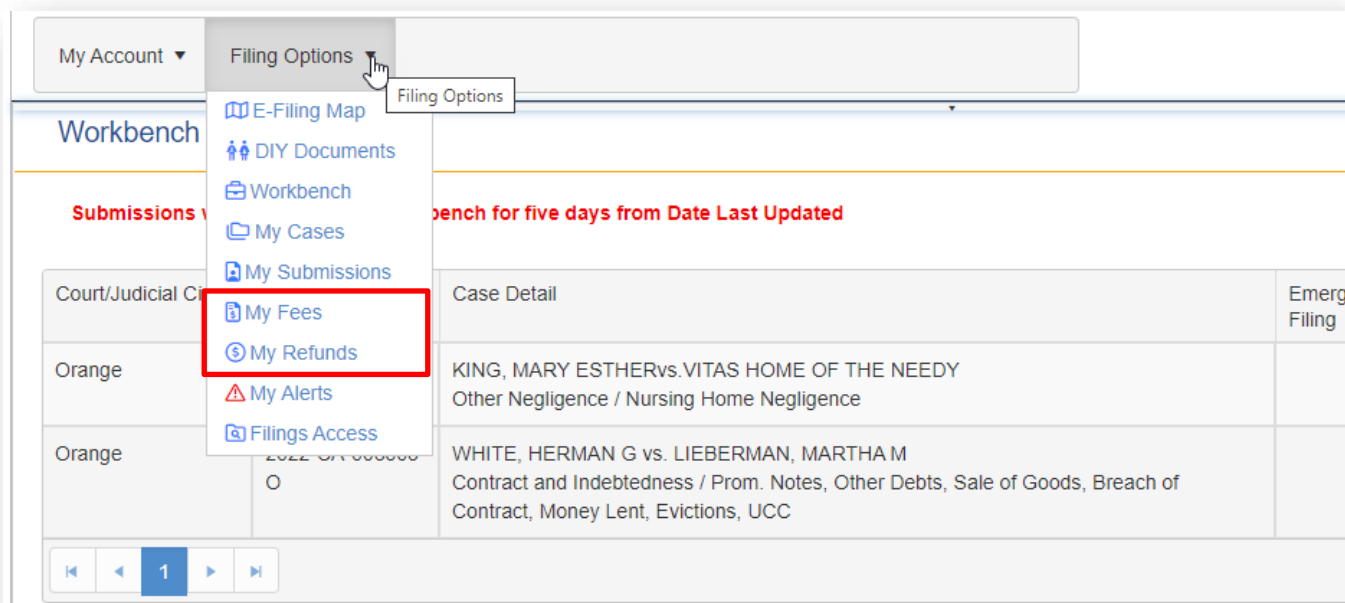 My Account
Filing Options
Filing Options
E-Filing Map
Workbench
DIY Documents
Workbench
Submissions
bench for five days from Date Last Updated
My Cases
My Submissions
Court/Judicial
Case Detail
Emerg
Filing
My Fees
My Refunds
Orange
KING, MARY ESTHERvs.VITAS HOME OF THE NEEDY
Other Negligence / Nursing Home Negligence
My Alerts
Filings Access
Orange
WHITE, HERMAN G vs. LIEBERMAN, MARTHA M
O
Contract and Indebtedness / Prom. Notes, Other Debts, Sale of Goods, Breach of
Contract, Money Lent, Evictions, UCC
1